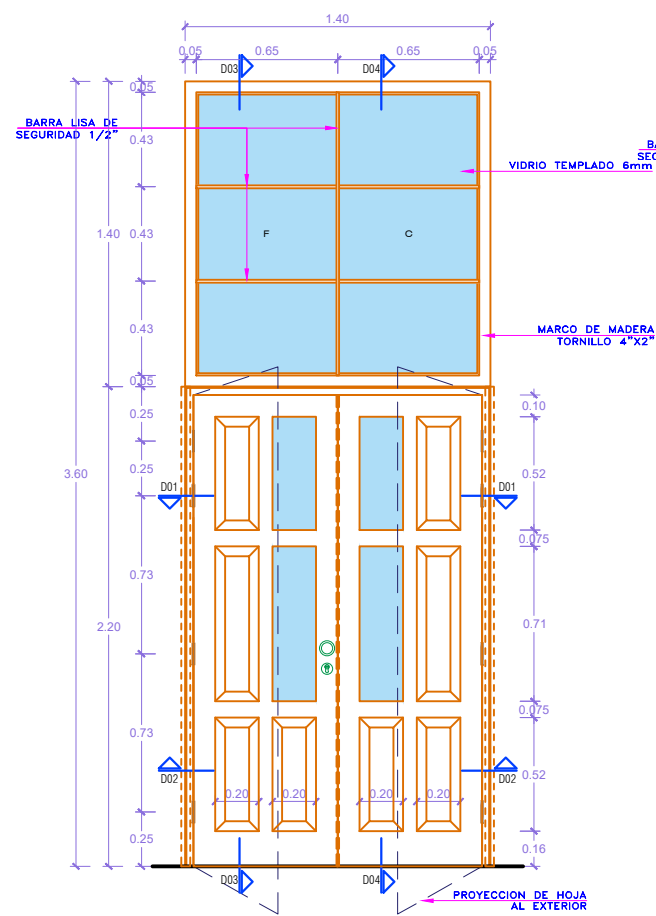 1.40
0.05
0.65
0.65
0.05
D03
D04
0.05
BARRA LISA DE
SEGURIDAD 1/2"
0.43
BA
SEG
VIDRIO TEMPLADO 6mm
1.40
0.43
F
C
0.43
MARCO DE MADERA
TORNILLO 4"X2"
0.05
0.25
0.10
3.60
0.25
0.52
D01
D01
0.075
0.73
2.20
0.71
0.075
0.73
D02
D02
0.52
0.20
0.20
0.20
0.20
0.25
0.16
D03
D04
PROYECCION DE HOJA
AL EXTERIOR